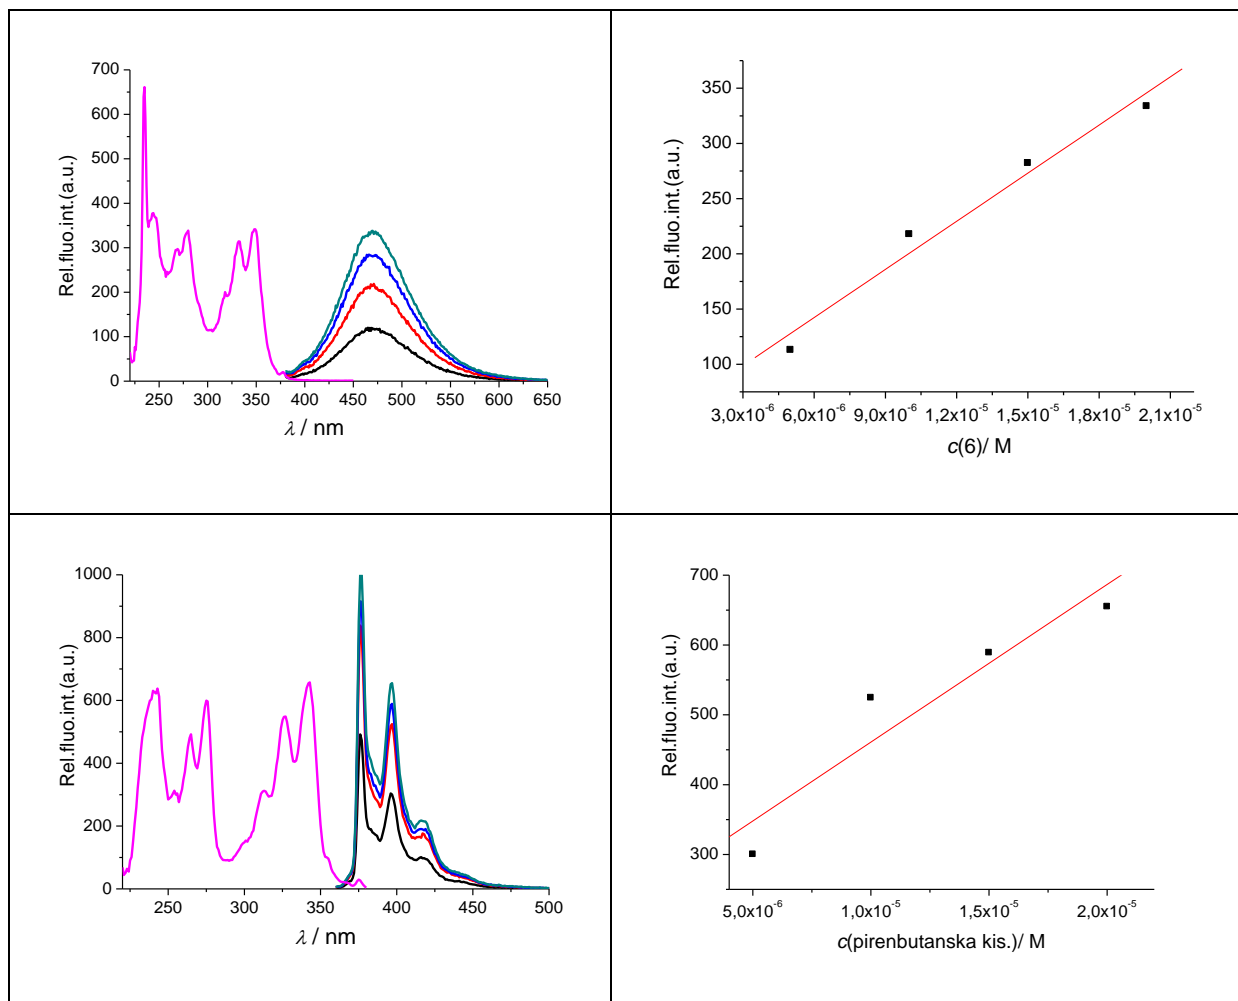 Rel.fluo.int.(a.u.)
700
600
500
400
300
200
100
0
250 300 350 400 450 500 550 600 650
λ / nm
Rel.fluo.int.(a.u.)
350
300
250
200
150
100
3,0x10⁻⁶ 6,0x10⁻⁶ 9,0x10⁻⁶ 1,2x10⁻⁵ 1,5x10⁻⁵ 1,8x10⁻⁵ 2,1x10⁻⁵
c(6)/ M
Rel.fluo.int.(a.u.)
1000
800
600
400
200
0
250 300 350 400 450 500
λ / nm
Rel.fluo.int.(a.u.)
700
600
500
400
300
5,0x10⁻⁶ 1,0x10⁻⁵ 1,5x10⁻⁵ 2,0x10⁻⁵
c(pirenbutanska kis.)/ M